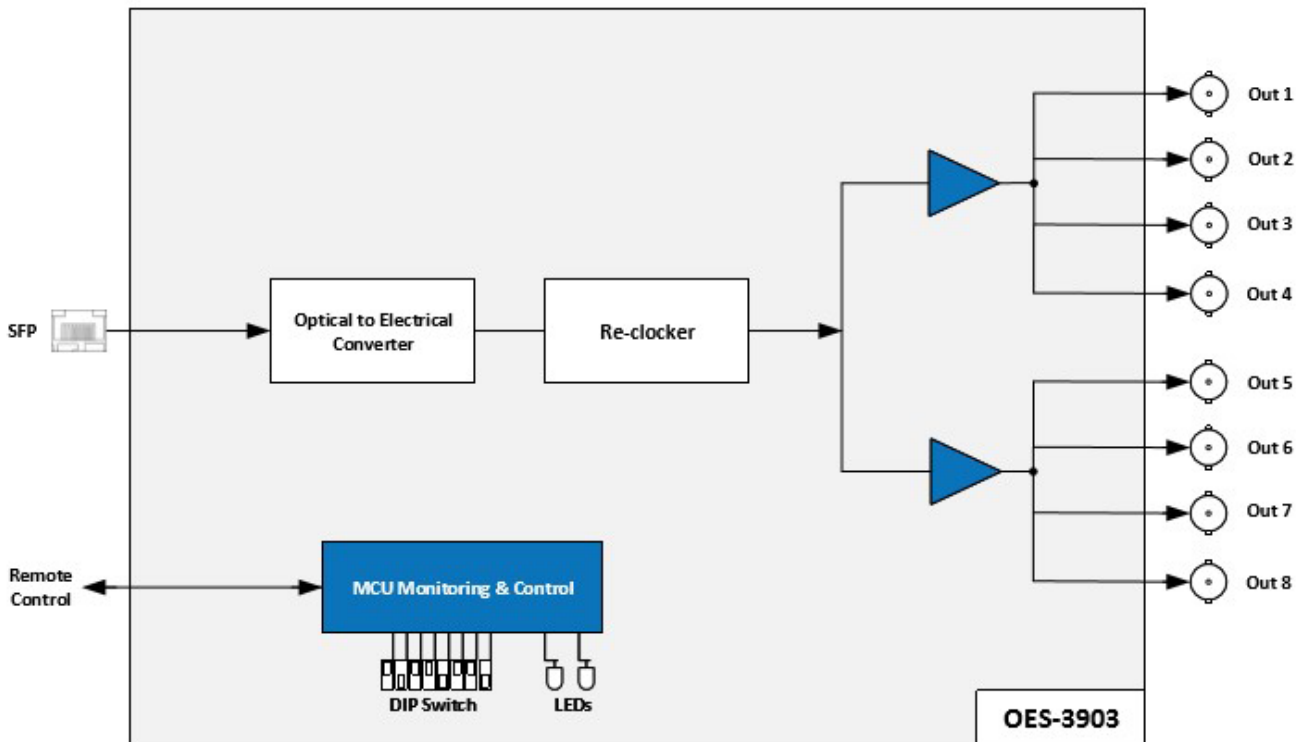 Out 1
Out 2
Out 3
Out 4
SFP
Optical to Electrical
Converter
Re-clocker
Out 5
Out 6
Out 7
Out 8
Remote
Control
MCU Monitoring & Control
DIP Switch
LEDs
OES-3903